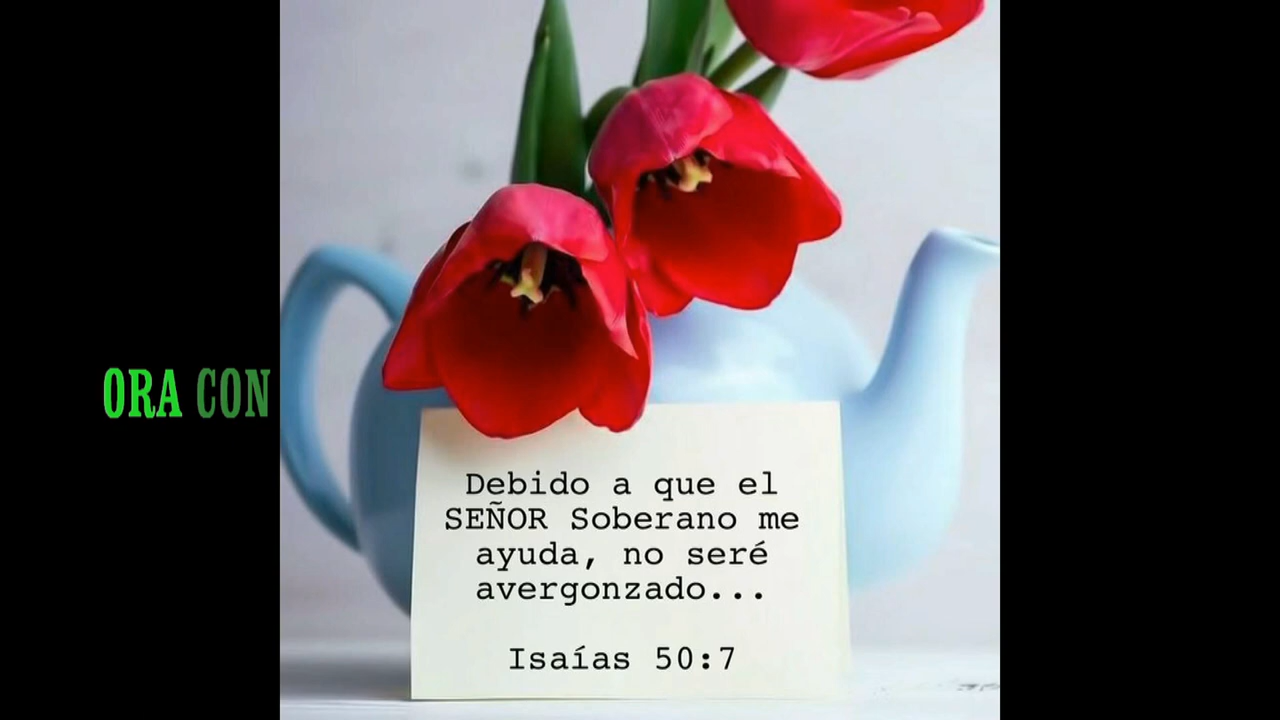 ORA CON
Debido a que el
SEÑOR Soberano me
ayuda, no seré
avergonzado...
Isaías 50:7